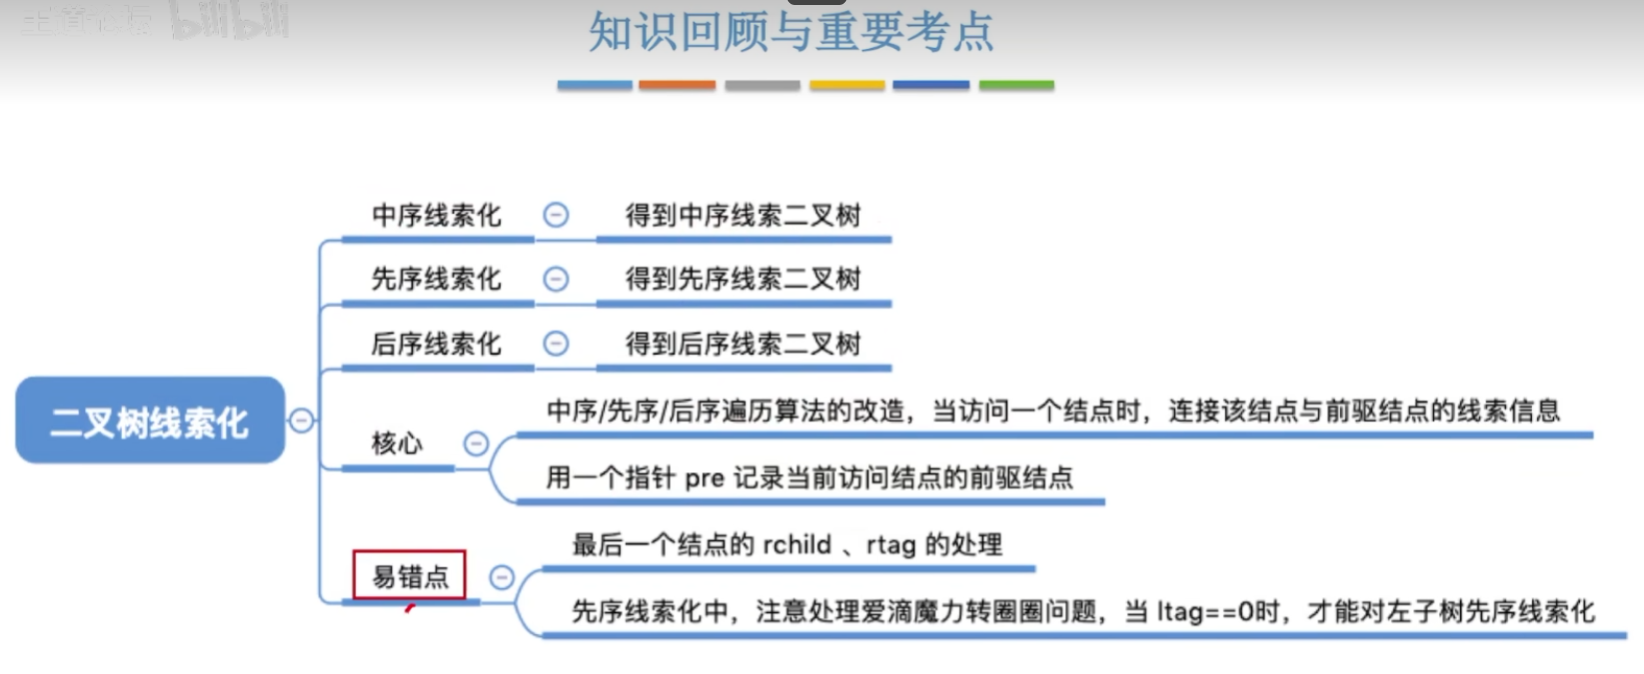 王道论坛 bilibili
知识回顾与重要考点
中序线索化 得到中序线索二叉树
先序线索化 得到先序线索二叉树
后序线索化 得到后序线索二叉树
二叉树线索化
核心
中序/先序/后序遍历算法的改造，当访问一个结点时，连接该结点与前驱结点的线索信息
用一个指针 pre 记录当前访问结点的前驱结点
易错点
最后一个结点的 rchild 、rtag 的处理
先序线索化中，注意处理爱滴魔力转圈圈问题，当 ltag==0时，才能对左子树先序线索化